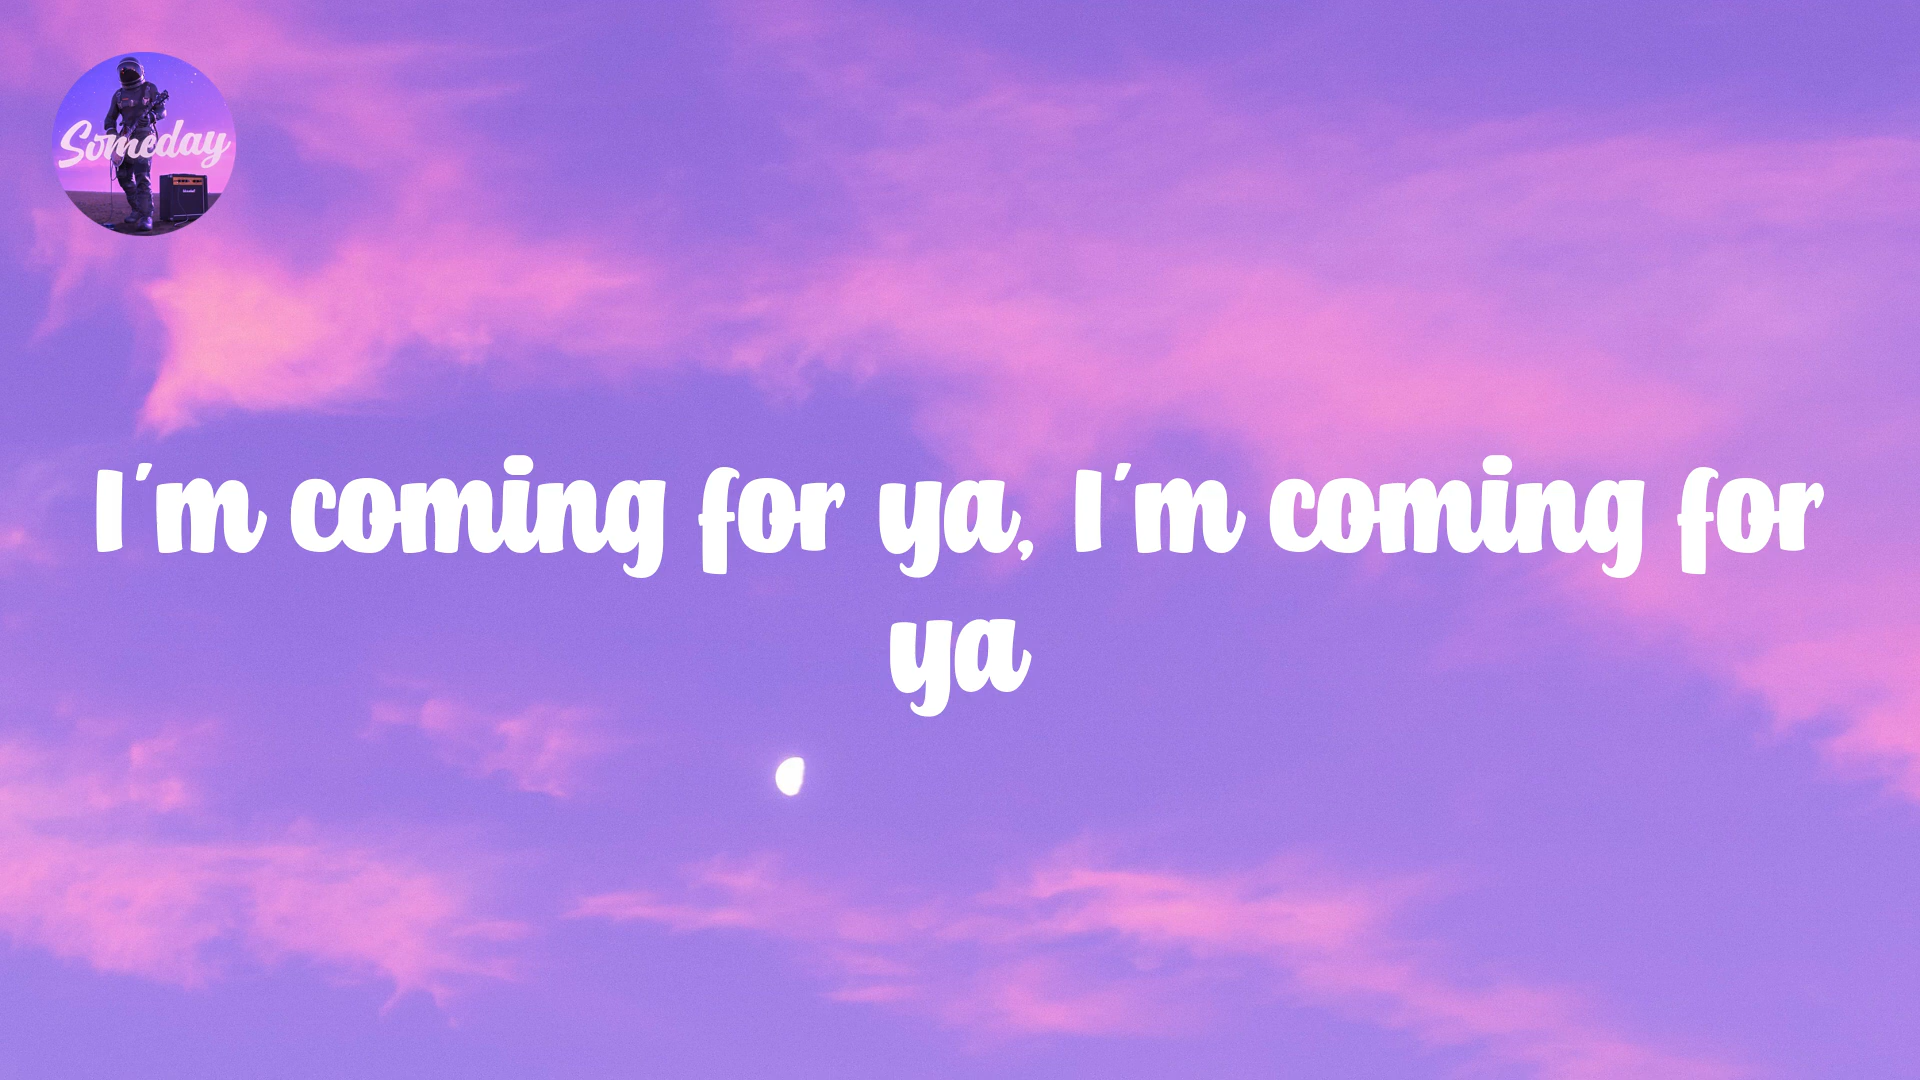 Someday
I'm coming for ya, I'm coming for
ya